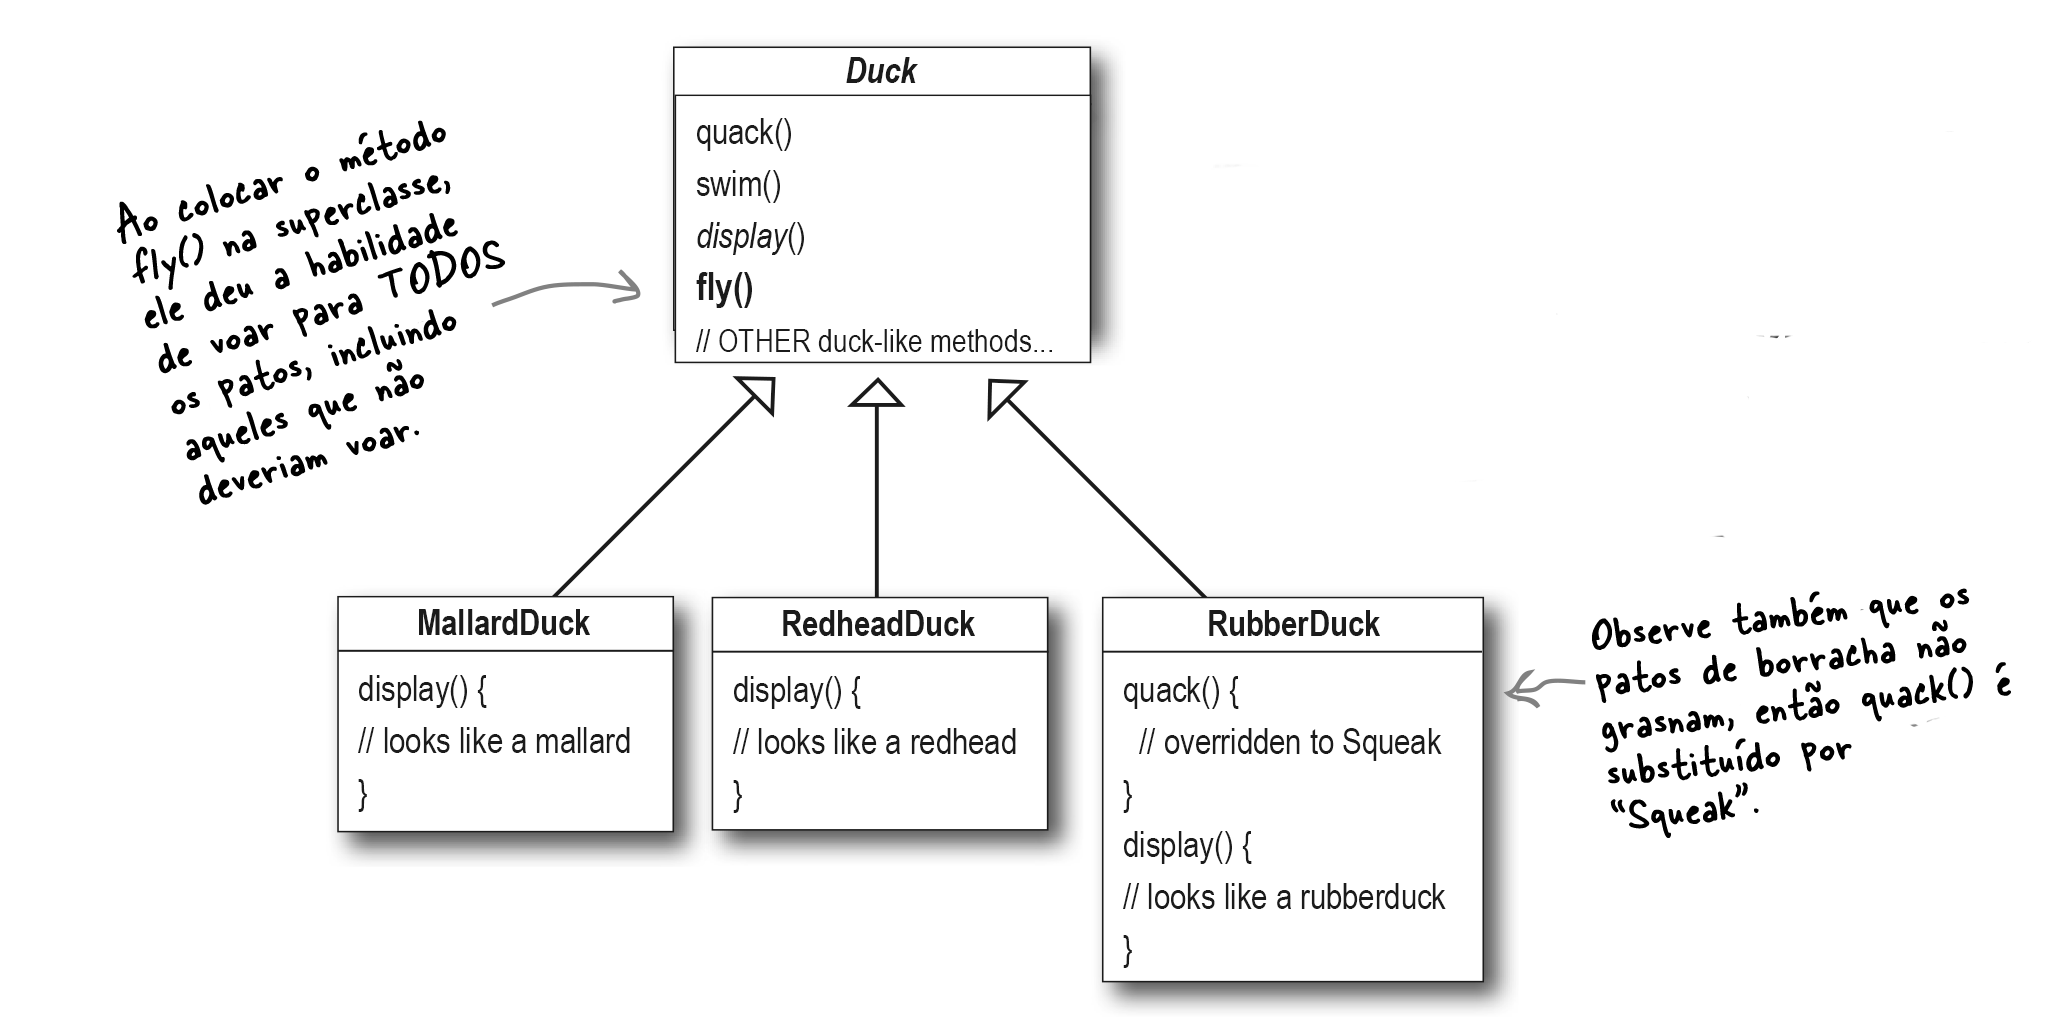 Duck
quack()
swim()
display()
fly()
// OTHER duck-like methods...
Ao colocar o método
fly() na superclasse,
ele deu a habilidade
de voar para TODOS
os patos, incluindo
aqueles que não
deveriam voar.
MallardDuck
display() {
// looks like a mallard
}
RedheadDuck
display() {
// looks like a redhead
}
RubberDuck
quack() {
// overridden to Squeak
}
display() {
// looks like a rubberduck
}
Observe também que os
patos de borracha não
grasnam, então quack() é
substituído por
“Squeak”.